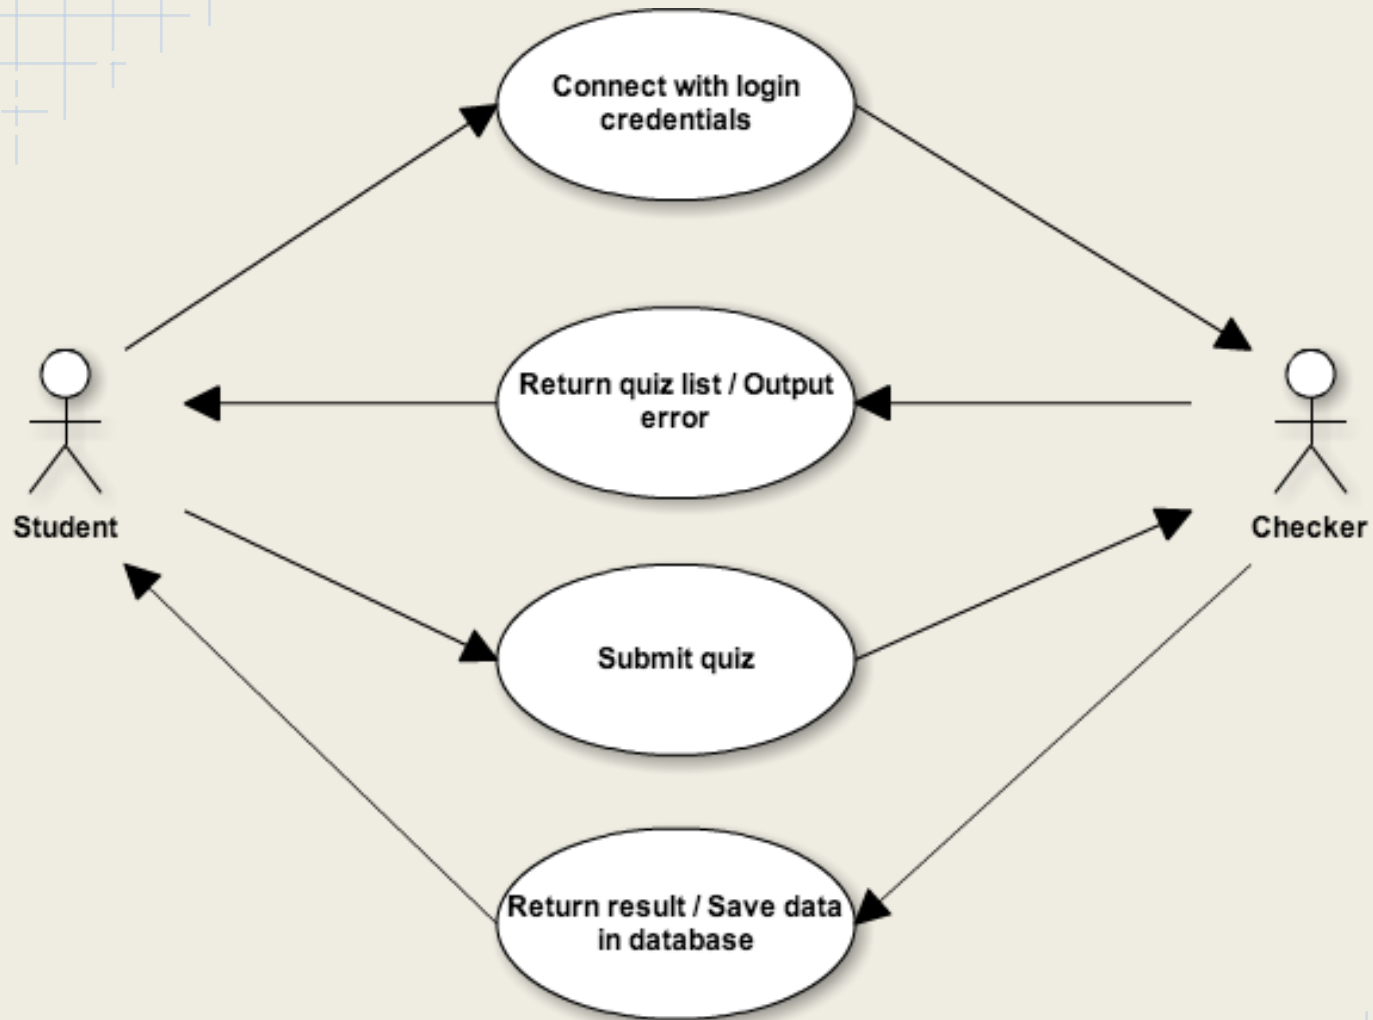 Connect with login
credentials
Return quiz list / Output
error
Student
Checker
Submit quiz
Return result / Save data
in database